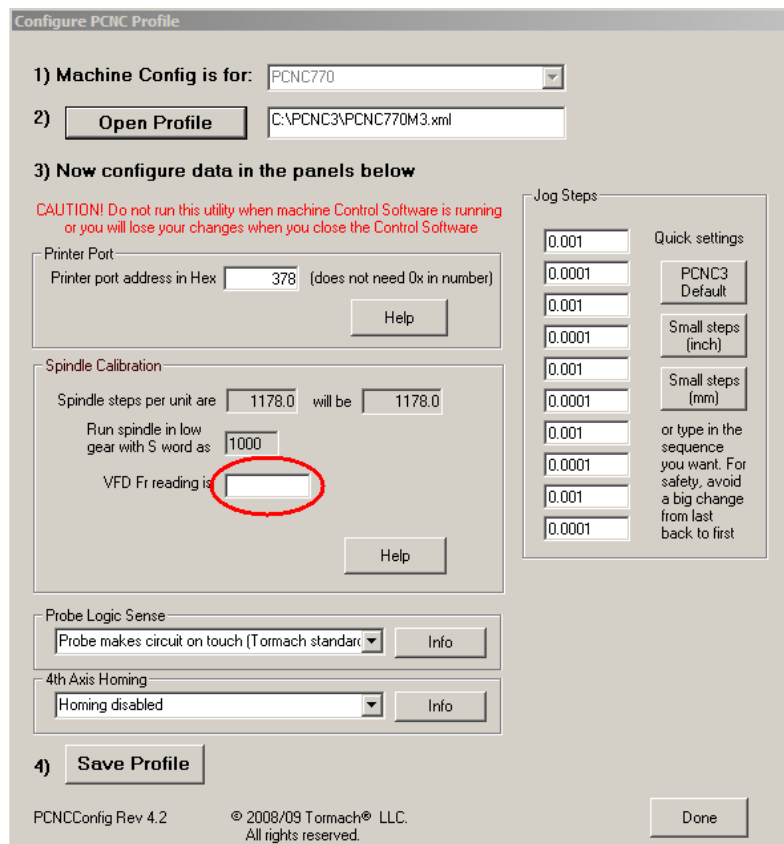 Configure PCNC Profile
1) Machine Config is for:
PCNC770
2)
Open Profile
C:\PCNC3\PCNC770M3.xml
3) Now configure data in the panels below
CAUTION! Do not run this utility when machine Control Software is running
or you will lose your changes when you close the Control Software
Printer Port
Printer port address in Hex
378
(does not need 0x in number)
Help
Spindle Calibration
Spindle steps per unit are
1178.0
will be
1178.0
Run spindle in low
gear with S word as
1000
VFD Fr reading is
Help
Probe Logic Sense
Probe makes circuit on touch (Tormach standard
Info
4th Axis Homing
Homing disabled
Info
Jog Steps
0.001
0.0001
0.001
0.0001
0.001
0.0001
0.001
0.0001
0.001
0.0001
Quick settings
PCNC3
Default
Small steps
(inch)
Small steps
(mm)
or type in the
sequence
you want. For
safety, avoid
a big change
from last
back to first
4)
Save Profile
PCNCConfig Rev 4.2
© 2008/09 Tormach® LLC.
All rights reserved.
Done